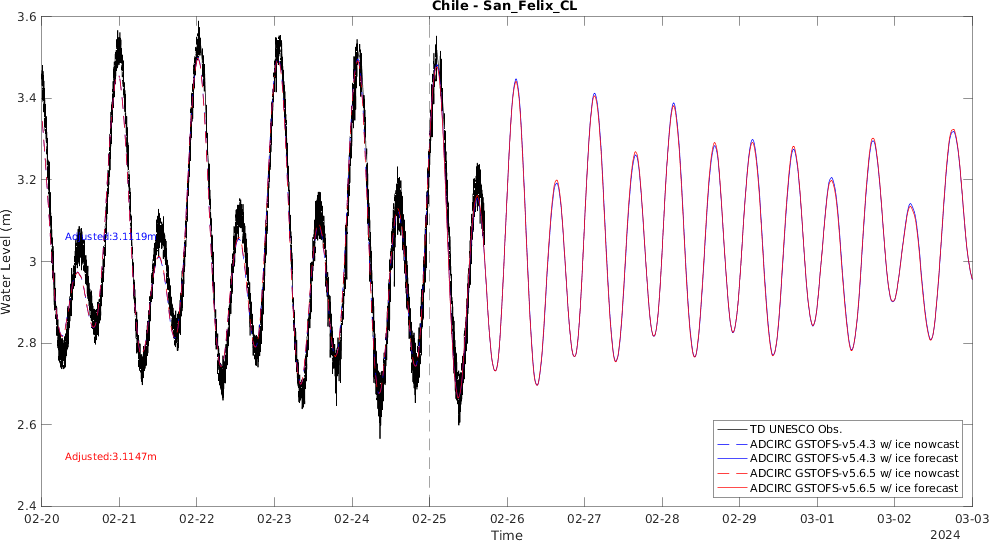 Chile - San_Felix_CL
3.6
3.4
3.2
3
2.8
2.6
2.4
Water Level (m)
Adjusted:3.1119m
Adjusted:3.1147m
TD UNESCO Obs.
ADCIRC GSTOFS-v5.4.3 w/ ice nowcast
ADCIRC GSTOFS-v5.4.3 w/ ice forecast
ADCIRC GSTOFS-v5.6.5 w/ ice nowcast
ADCIRC GSTOFS-v5.6.5 w/ ice forecast
02-20 02-21 02-22 02-23 02-24 02-25 02-26 02-27 02-28 02-29 03-01 03-02 03-03
Time
2024